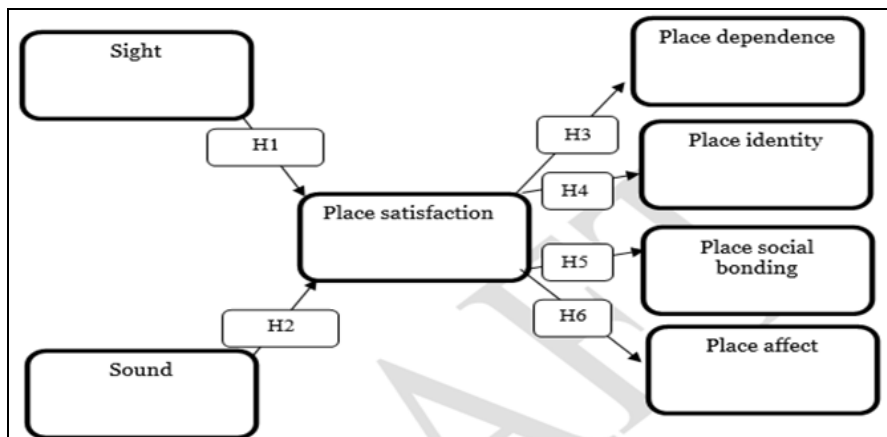 Sight
Place dependence
H1
H3
Place identity
H4
Place satisfaction
Place social
bonding
H5
H2
H6
Place affect
Sound